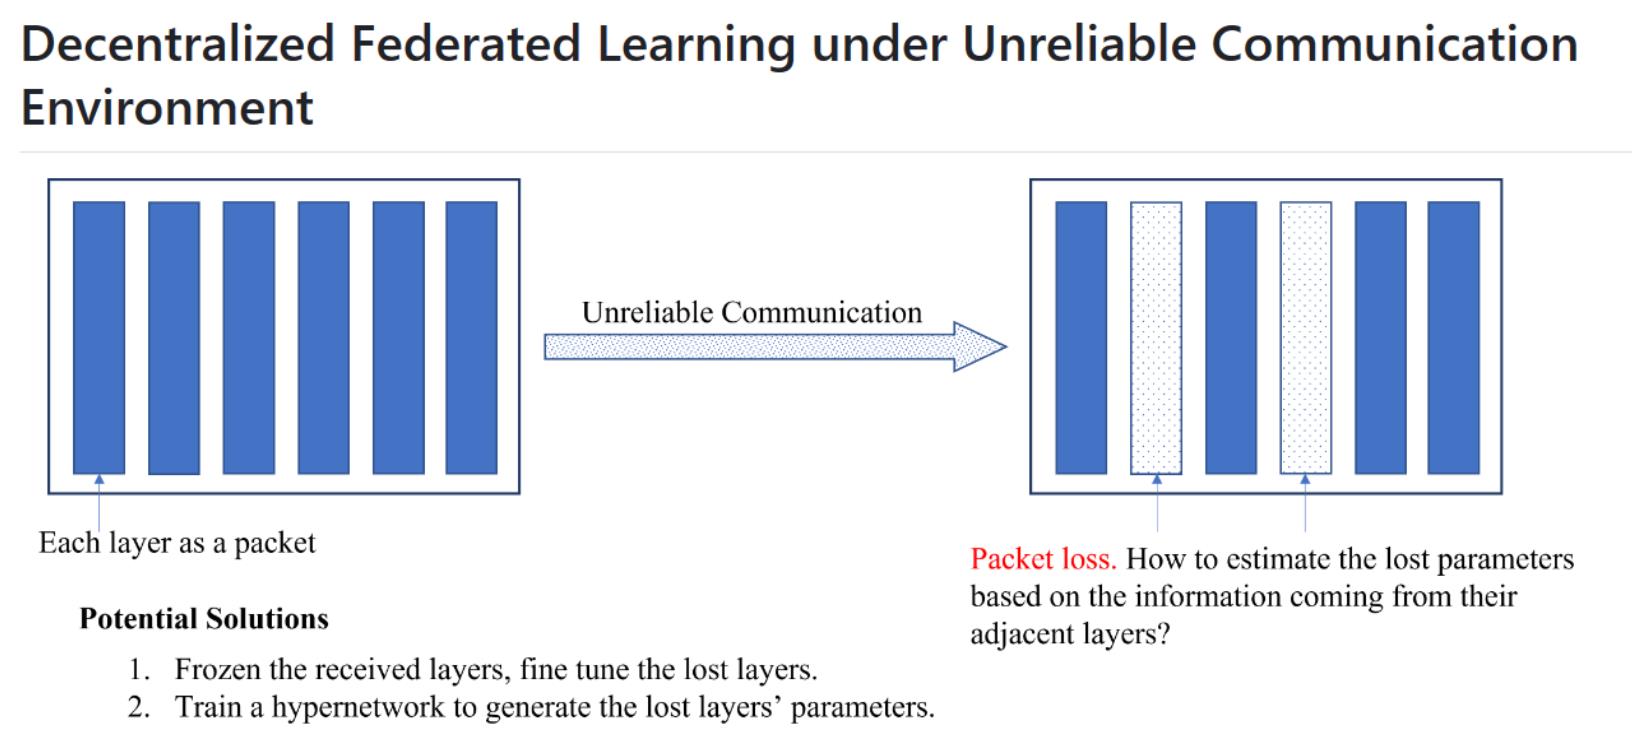 Decentralized Federated Learning under Unreliable Communication
Environment
Unreliable Communication
Each layer as a packet
Packet loss. How to estimate the lost parameters
based on the information coming from their
adjacent layers?
Potential Solutions
1. Frozen the received layers, fine tune the lost layers.
2. Train a hypernetwork to generate the lost layers’ parameters.